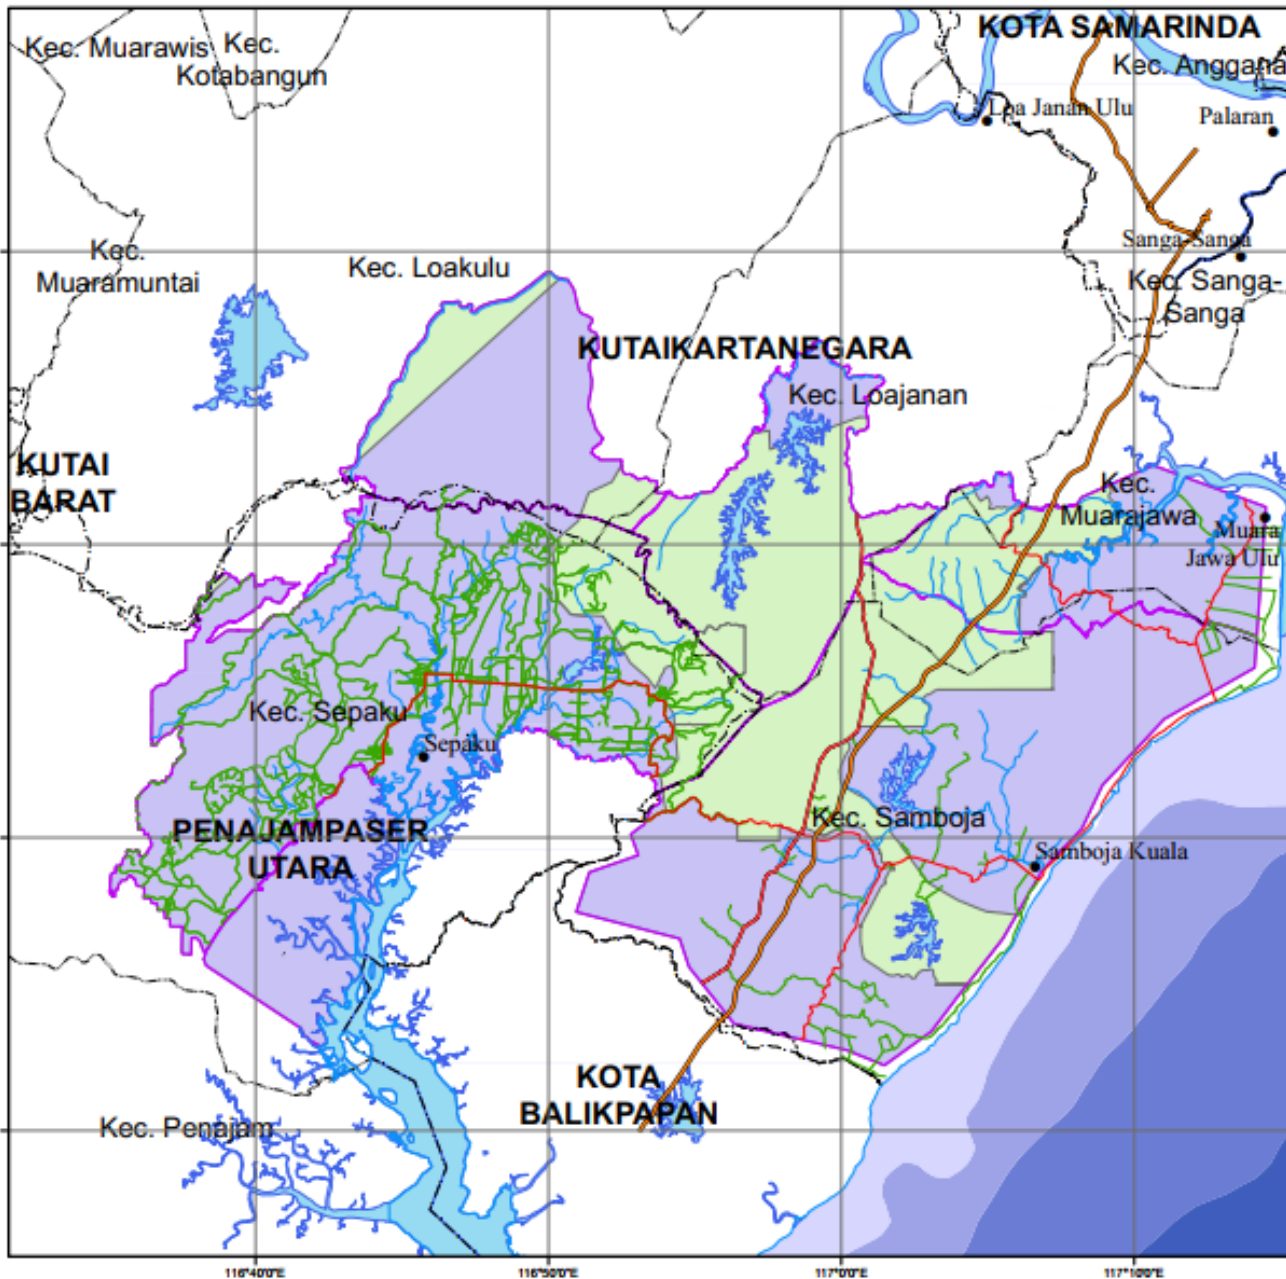 KOTA SAMARINDA
Kec. Muarawis
Kec.
Kotabangun
Kec. Anggana
Loa Janan Ulu
Palaran
Sanga-Sanga
Kec.
Muaramuntai
Kec. Loakulu
Kec. Sanga-
Sanga
KUTAIKARTANEGARA
Kec. Loajanan
KUTAI
BARAT
Kec.
Muarajawa
Muara
Jawa Ulu
Kec. Sepaku
Sepaku
PENAJAMPASER
UTARA
Kec. Samboja
Samboja Kuala
KOTA
BALIKPAPAN
Kec. Penajam
116°40'0"E
116°50'0"E
117°0'0"E
117°10'0"E